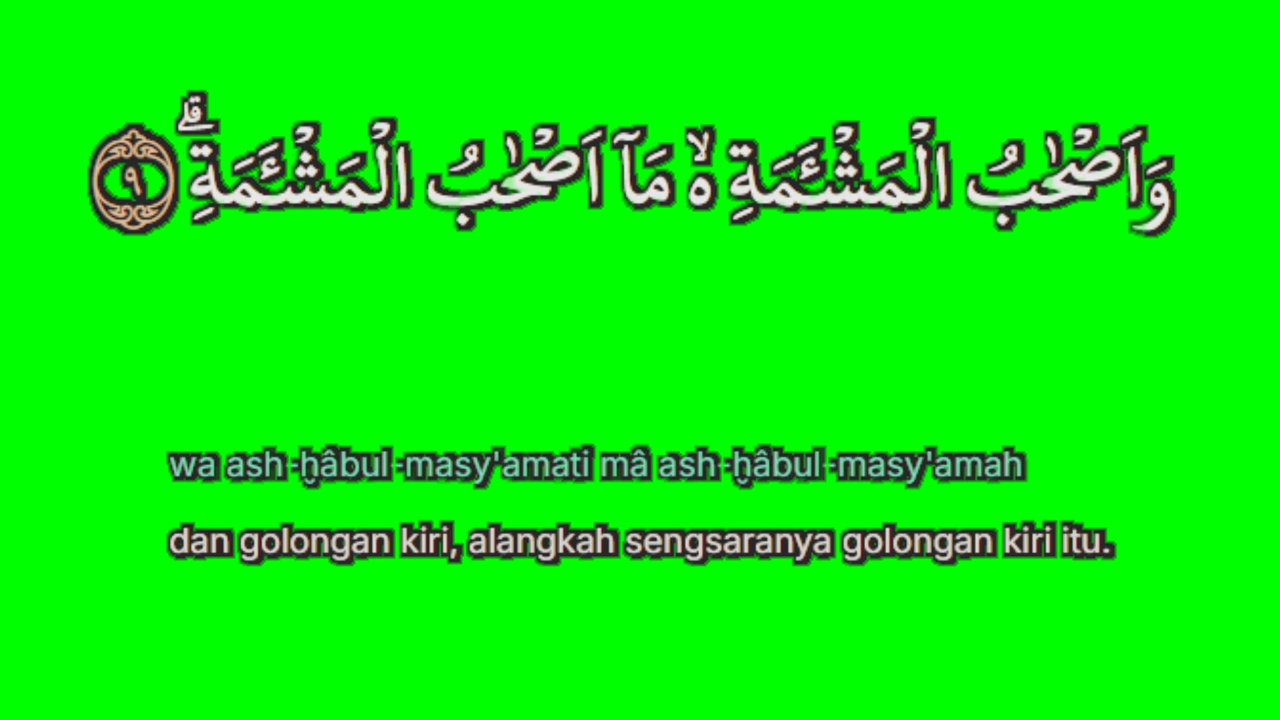 وَاَصْحٰبُ الْمَشْـَٔمَةِ ەۙ مَآ اَصْحٰبُ الْمَشْـَٔمَةِۗ ٩
wa ash-ḫâbul-masy'amati mâ ash-ḫâbul-masy'amah
dan golongan kiri, alangkah sengsaranya golongan kiri itu.